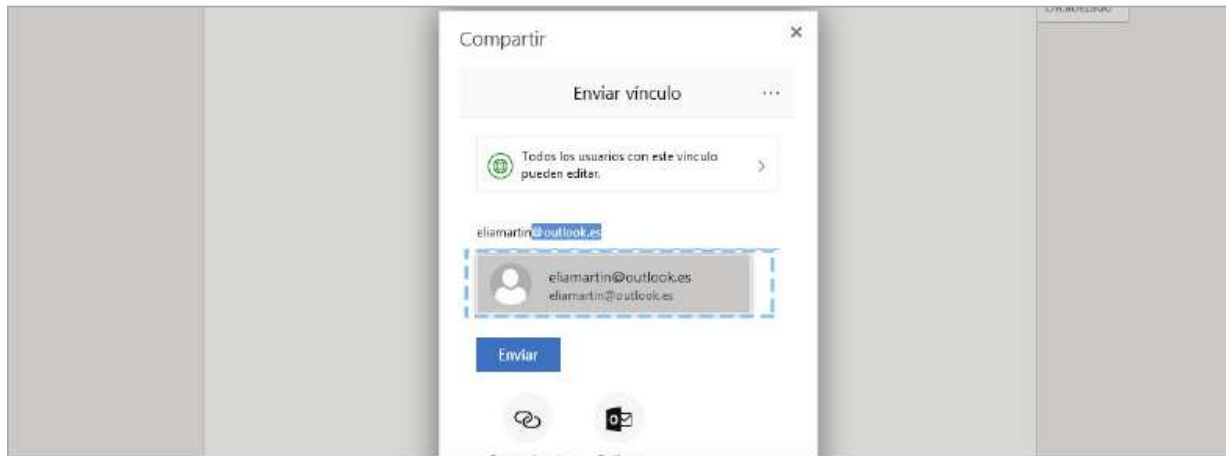 Compartir
Enviar vínculo
Todos los usuarios con este vínculo
pueden editar.
eliamartin@outlook.es
eliamartin@outlook.es
eliamartin@outlook.es
Enviar